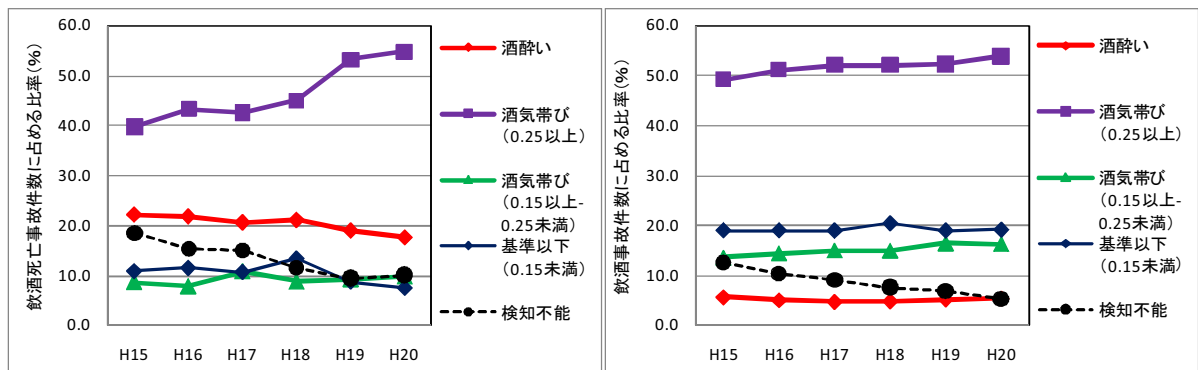 飲酒死亡事故件数に占める比率(%)
60.0
50.0
40.0
30.0
20.0
10.0
0.0
H15 H16 H17 H18 H19 H20
酒酔い
酒気帯び
(0.25以上)
酒気帯び
(0.15以上-
0.25未満)
基準以下
(0.15未満)
検知不能
飲酒事故件数に占める比率(%)
60.0
50.0
40.0
30.0
20.0
10.0
0.0
H15 H16 H17 H18 H19 H20
酒酔い
酒気帯び
(0.25以上)
酒気帯び
(0.15以上-
0.25未満)
基準以下
(0.15未満)
検知不能